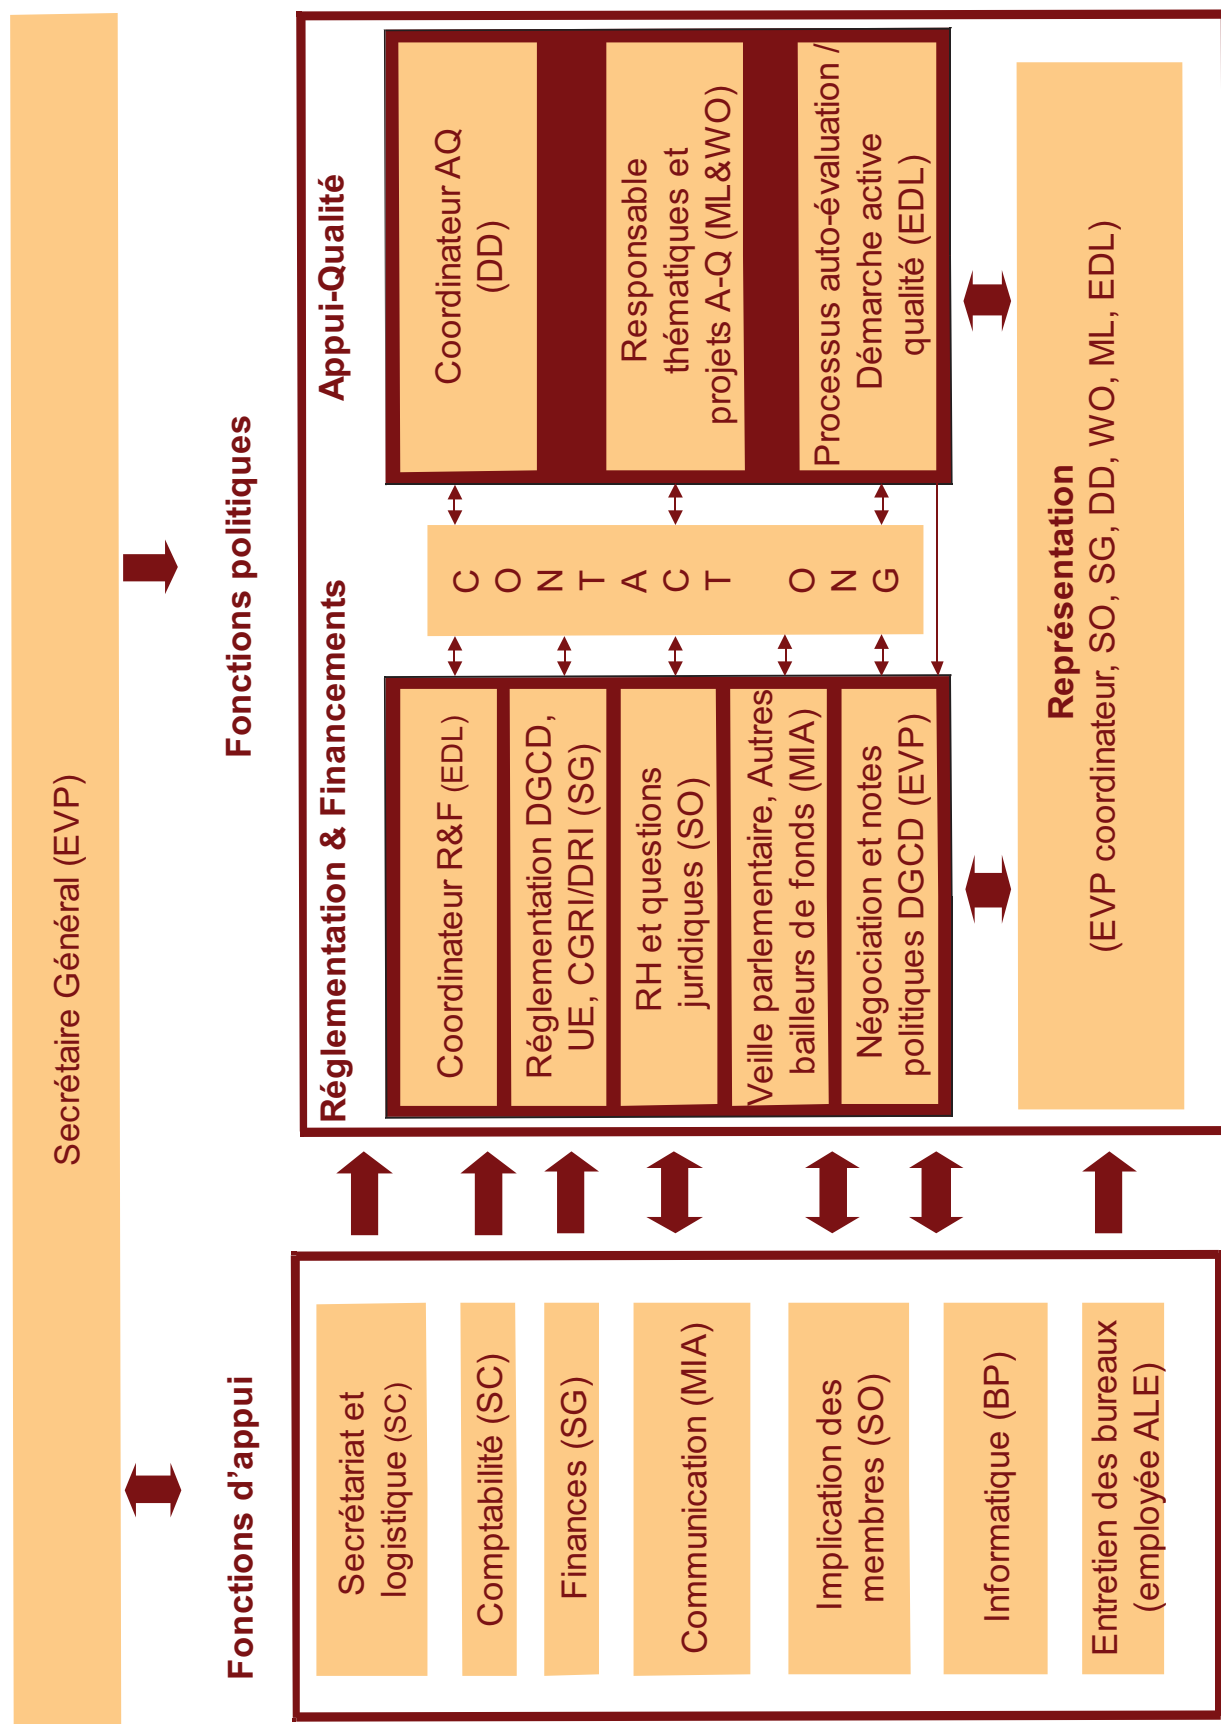 Secrétaire Général (EVP)
Fonctions d'appui
Secrétariat et
logistique (SC)
Comptabilité (SC)
Finances (SG)
Communication (MIA)
Implication des
membres (SO)
Informatique (BP)
Entretien des bureaux
(employée ALE)
Fonctions politiques
Réglementation & Financements
Coordinateur R&F (EDL)
Réglementation DGCD,
UE, CGRI/DRI (SG)
RH et questions
juridiques (SO)
Veille parlementaire, Autres
bailleurs de fonds (MIA)
Négociation et notes
politiques DGCD (EVP)
C
O
N
T
A
C
T
O
N
G
Appui-Qualité
Coordinateur AQ
(DD)
Responsable
thématiques et
projets A-Q (ML&WO)
Processus auto-évaluation /
Démarche active
qualité (EDL)
Représentation
(EVP coordinateur, SO, SG, DD, WO, ML, EDL)